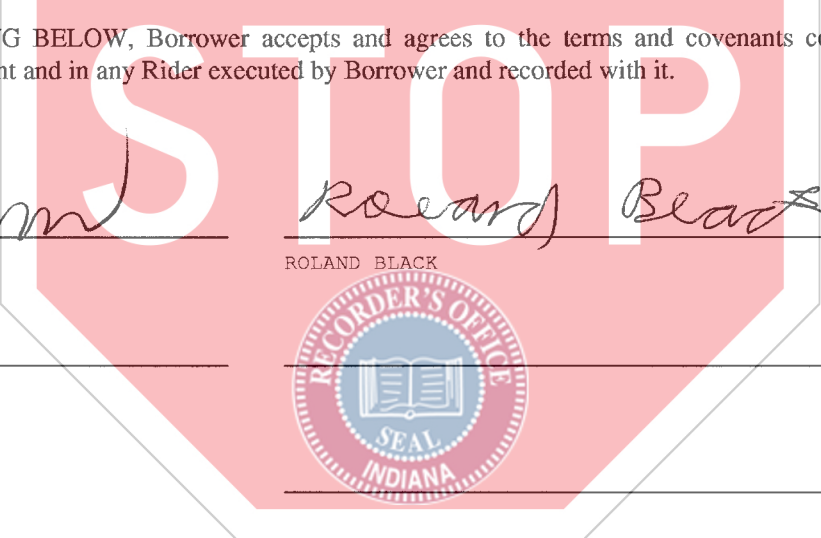 G BELOW, Borrower accepts and agrees to the terms and covenants co
nt and in any Rider executed by Borrower and recorded with it.
STOP
Roland Black
ROLAND BLACK
RECORDER'S OFFICE
SEAL
INDIANA